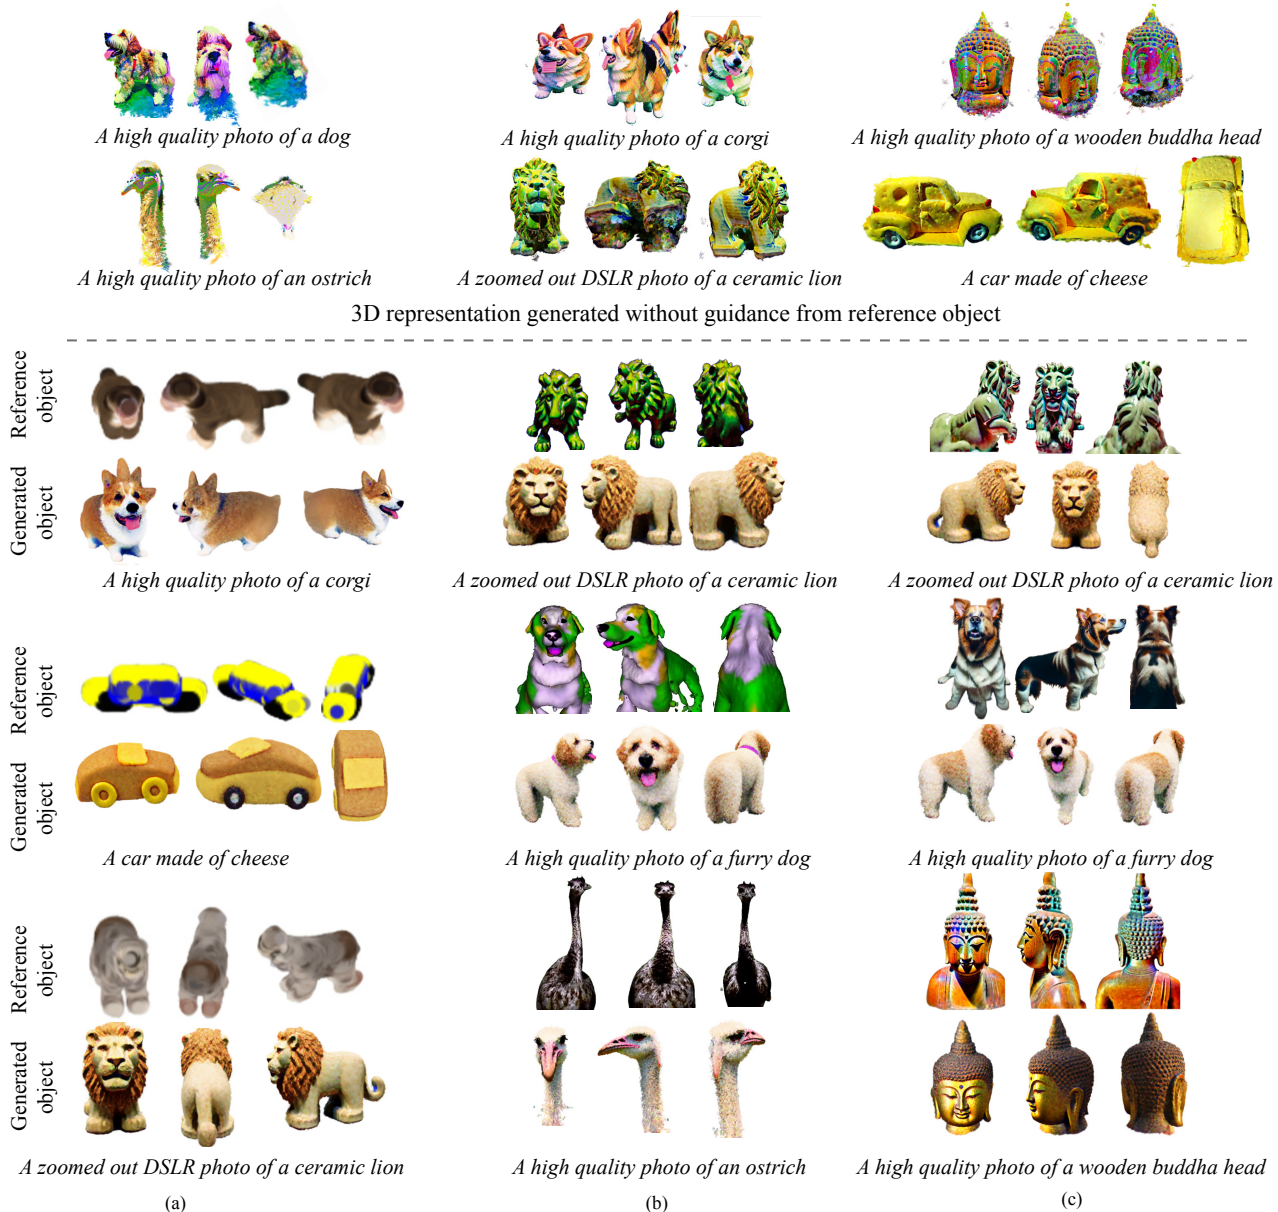 A high quality photo of a dog
A high quality photo of a corgi
A high quality photo of a wooden buddha head
A high quality photo of an ostrich
A zoomed out DSLR photo of a ceramic lion
A car made of cheese
3D representation generated without guidance from reference object
Reference
object
Generated
object
A high quality photo of a corgi
A zoomed out DSLR photo of a ceramic lion
A zoomed out DSLR photo of a ceramic lion
Reference
object
Generated
object
A car made of cheese
A high quality photo of a furry dog
A high quality photo of a furry dog
Reference
object
Generated
object
A zoomed out DSLR photo of a ceramic lion
A high quality photo of an ostrich
A high quality photo of a wooden buddha head
(a)
(b)
(c)